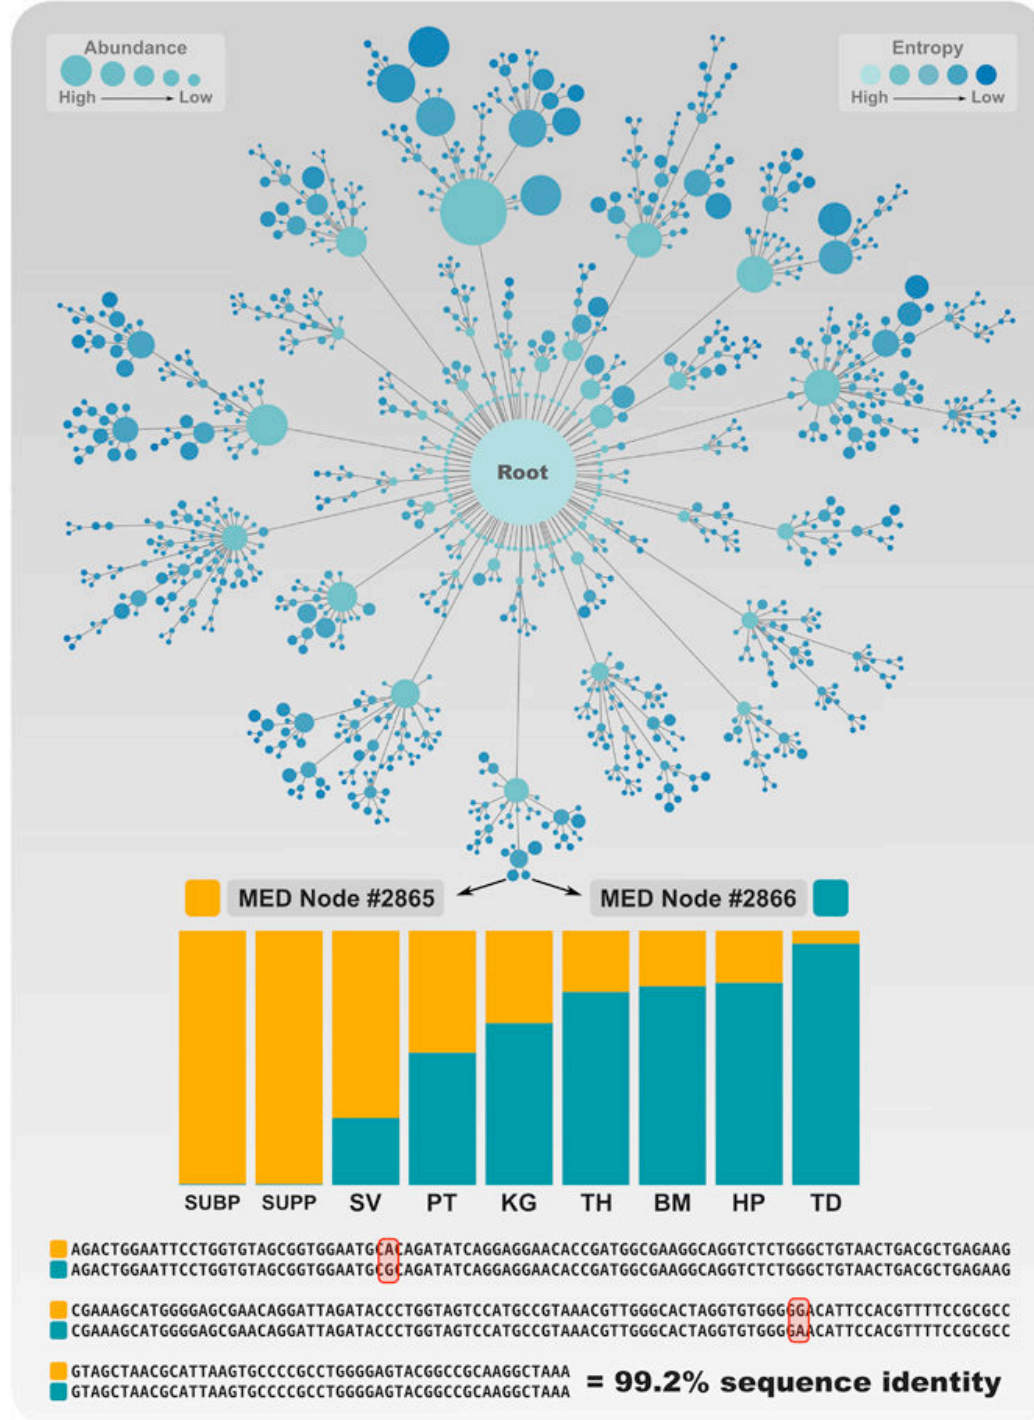 Abundance
High Low
Entropy
High Low
Root
MED Node #2865
MED Node #2866
SUBP SUPP SV PT KG TH BM HP TD
AGACTGGAATTCCTGGTGTAGCGGTGGAATGCACAGATATCAGGAGGAACACCGATGGCGAAGGCAGGTCTCTGGGCTGTAACTGACGCTGAGAAG
AGACTGGAATTCCTGGTGTAGCGGTGGAATGCGCAGATATCAGGAGGAACACCGATGGCGAAGGCAGGTCTCTGGGCTGTAACTGACGCTGAGAAG
CGAAAGCATGGGGAGCGAACAGGATTAGATACCCTGGTAGTCCATGCCGTAAACGTTGGGCACTAGGTGTGGGGGACATTCCACGTTTTCCGCGCC
CGAAAGCATGGGGAGCGAACAGGATTAGATACCCTGGTAGTCCATGCCGTAAACGTTGGGCACTAGGTGTGGGGAACATTCCACGTTTTCCGCGCC
GTAGCTAACGCATTAAGTGCCCCGCCTGGGGAGTACGGCCGCAAGGCTAAA
GTAGCTAACGCATTAAGTGCCCCGCCTGGGGAGTACGGCCGCAAGGCTAAA
= 99.2% sequence identity